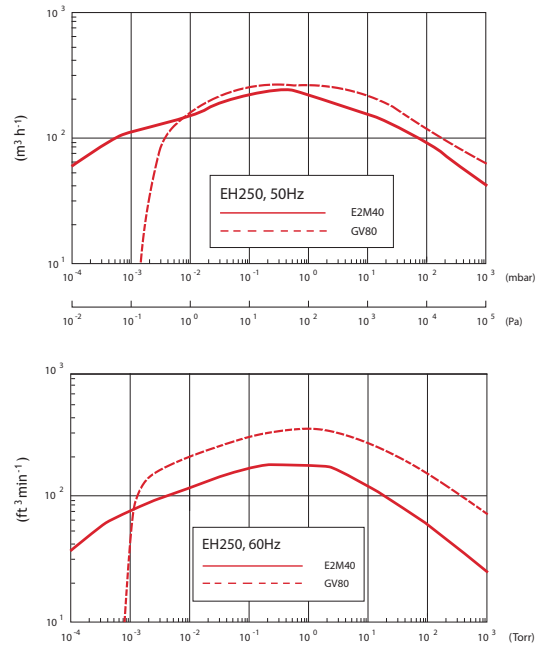 10 3
(m³ h-¹)
10 2
EH250, 50Hz
E2M40
GV80
10 1
10-4 10-3 10-2 10-1 10 0 10 1 10 2 10 3 (mbar)
10-2 10-1 10 0 10 1 10 2 10 3 10 4 10 5 (Pa)
10 3
(ft 3 min-1)
10 2
EH250, 60Hz
E2M40
GV80
10 1
10-4 10-3 10-2 10-1 10 0 10 1 10 2 10 3 (Torr)